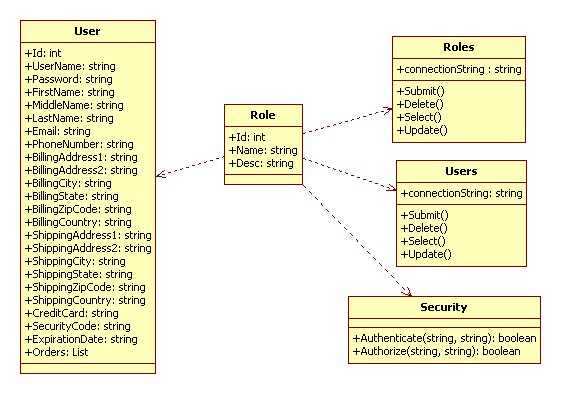 User
+Id: int
+UserName: string
+Password: string
+FirstName: string
+MiddleName: string
+LastName: string
+Email: string
+PhoneNumber: string
+BillingAddress1: string
+BillingAddress2: string
+BillingCity: string
+BillingState: string
+BillingZipCode: string
+BillingCountry: string
+ShippingAddress1: string
+ShippingAddress2: string
+ShippingCity: string
+ShippingState: string
+ShippingZipCode: string
+ShippingCountry: string
+CreditCard: string
+SecurityCode: string
+ExpirationDate: string
+Orders: List
Role
+Id: int
+Name: string
+Desc: string
Roles
+connectionString : string
+Submit()
+Delete()
+Select()
+Update()
Users
+connectionString: string
+Submit()
+Delete()
+Select()
+Update()
Security
+Authenticate(string, string): boolean
+Authorize(string, string): boolean